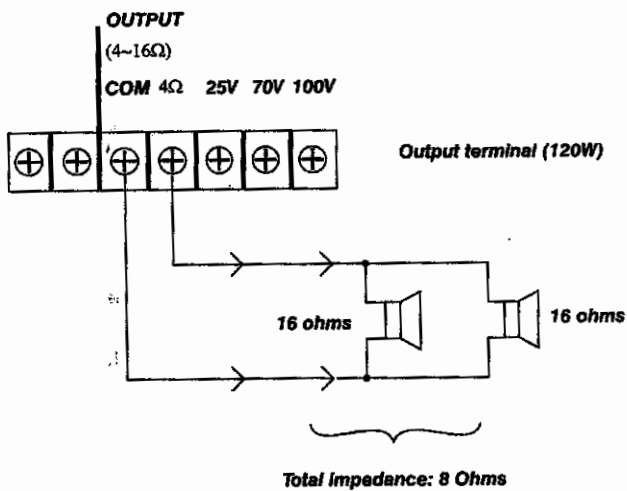 OUTPUT
(4~16Ω)
COM 4Ω 25V 70V 100V
Output terminal (120W)
16 ohms
16 ohms
Total impedance: 8 Ohms